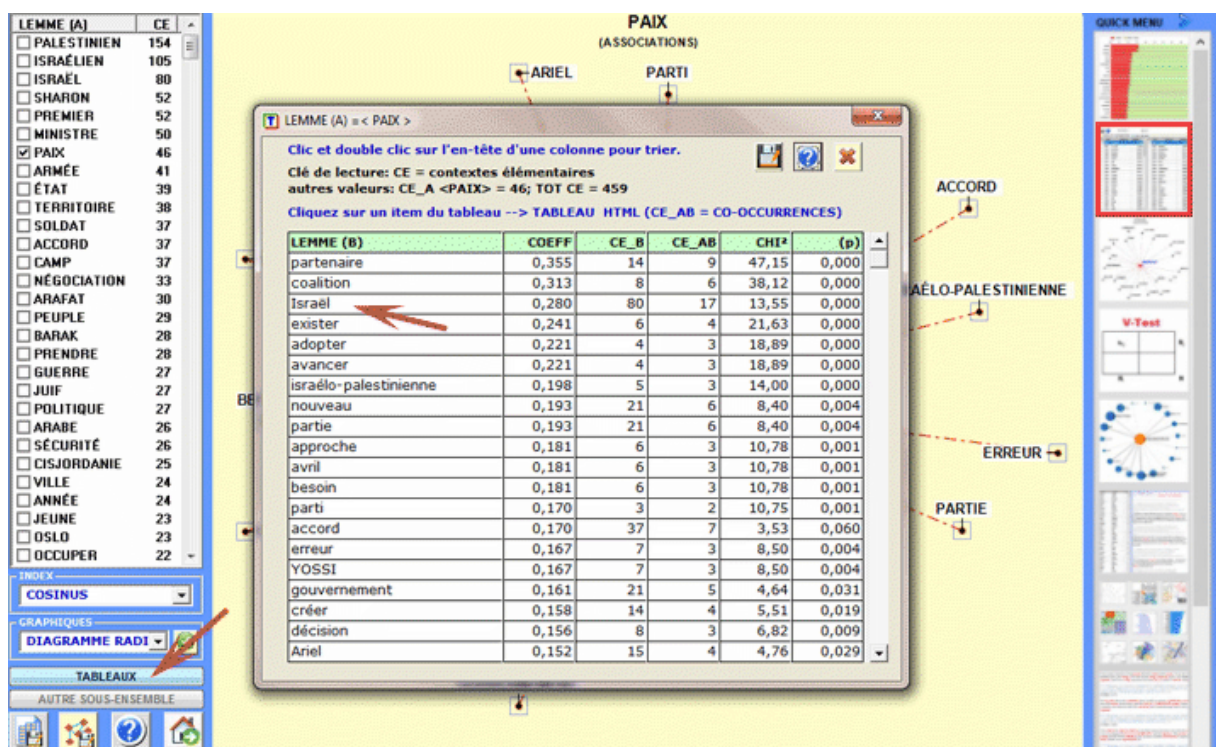 LEMME (A) CE
PALESTINIEN 154
ISRAÉLIEN 105
ISRAËL 80
SHARON 52
PREMIER 52
MINISTRE 50
PAIX 46
ARMÉE 41
ÉTAT 39
TERRITOIRE 38
SOLDAT 37
ACCORD 37
CAMP 37
NÉGOCIATION 33
ARAFAT 30
PEUPLE 29
BARAK 28
PRENDRE 28
GUERRE 27
JUIF 27
POLITIQUE 27
ARABE 26
SÉCURITÉ 26
CISJORDANIE 25
VILLE 24
ANNÉE 24
JEUNE 23
OSLO 23
OCCUPER 22
INDEX
COSINUS
GRAPHIQUES
DIAGRAMME RADI
TABLEAUX
AUTRE SOUS-ENSEMBLE
PAIX
(ASSOCIATIONS)
ARIEL PARTI
ACCORD
AÉLO-PALESTINIENNE
BE
ERREUR
PARTIE
LEMME (A) = < PAIX >
Clic et double clic sur l'en-tête d'une colonne pour trier.
Clé de lecture: CE = contextes élémentaires
autres valeurs: CE_A <PAIX> = 46; TOT CE = 459
Cliquez sur un item du tableau --> TABLEAU HTML (CE_AB = CO-OCCURRENCES)
LEMME (B) COEFF CE_B CE_AB CHI² (p)
partenaire 0,355 14 9 47,15 0,000
coalition 0,313 8 6 38,12 0,000
Israël 0,280 80 17 13,55 0,000
exister 0,241 6 4 21,63 0,000
adopter 0,221 4 3 18,89 0,000
avancer 0,221 4 3 18,89 0,000
israélo-palestinienne 0,198 5 3 14,00 0,000
nouveau 0,193 21 6 8,40 0,004
partie 0,193 21 6 8,40 0,004
approche 0,181 6 3 10,78 0,001
avril 0,181 6 3 10,78 0,001
besoin 0,181 6 3 10,78 0,001
parti 0,170 3 2 10,75 0,001
accord 0,170 37 7 3,53 0,060
erreur 0,167 7 3 8,50 0,004
YOSSI 0,167 7 3 8,50 0,004
gouvernement 0,161 21 5 4,64 0,031
créer 0,158 14 4 5,51 0,019
décision 0,156 8 3 6,82 0,009
Ariel 0,152 15 4 4,76 0,029
QUICK MENU
V-Test